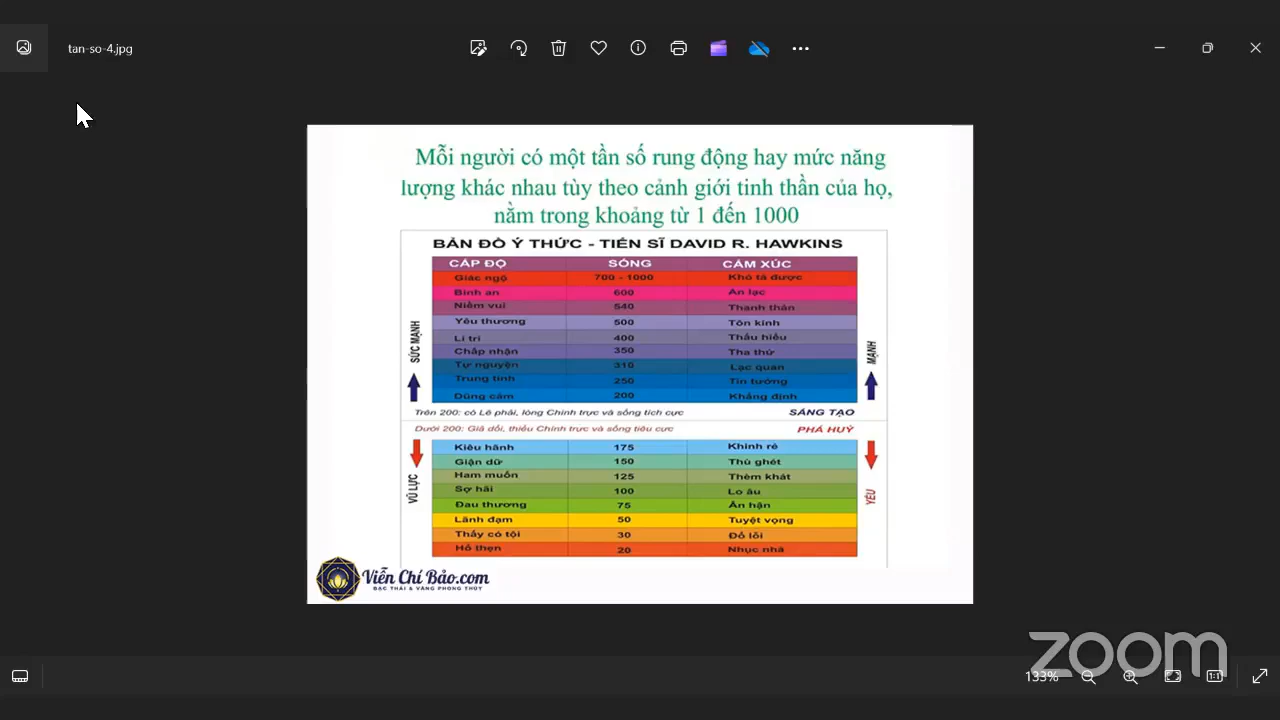 tan-so-4.jpg
Mỗi người có một tần số rung động hay mức năng
lượng khác nhau tùy theo cảnh giới tinh thần của họ,
nằm trong khoảng từ 1 đến 1000
BẢN ĐỒ Ý THỨC - TIẾN SĨ DAVID R. HAWKINS
CẤP ĐỘ SÓNG CẢM XÚC
Giác ngộ 700 - 1000 Khó tả được
Bình an 600 An lạc
Niềm vui 540 Thanh thản
Yêu thương 500 Tôn kính
Lí trí 400 Thấu hiểu
Chấp nhận 350 Tha thứ
Tự nguyện 310 Lạc quan
Trung tính 250 Tin tưởng
Dũng cảm 200 Khẳng định
SỨC MẠNH
MẠNH
Trên 200: có Lẽ phải, lòng Chính trực và sống tích cực SÁNG TẠO
Dưới 200: Giả dối, thiếu Chính trực và sống tiêu cực PHÁ HUỶ
Kiêu hãnh 175 Khinh rẻ
Giận dữ 150 Thù ghét
Ham muốn 125 Thèm khát
Sợ hãi 100 Lo âu
Đau thương 75 Ân hận
Lãnh đạm 50 Tuyệt vọng
Thấy có tội 30 Đổ lỗi
Hổ thẹn 20 Nhục nhã
VŨ LỰC
YẾU
Viễn Chí Bảo.com
BẠC THÁI & VÀNG PHONG THỦY
zoom
133%
1:1